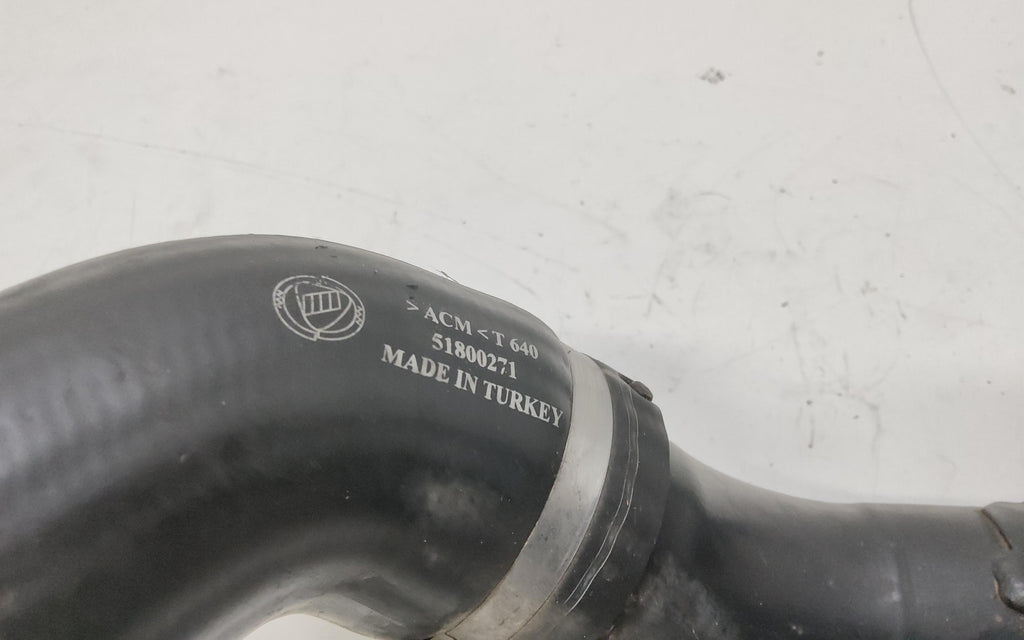 >ACM< T 640
51800271
MADE IN TURKEY